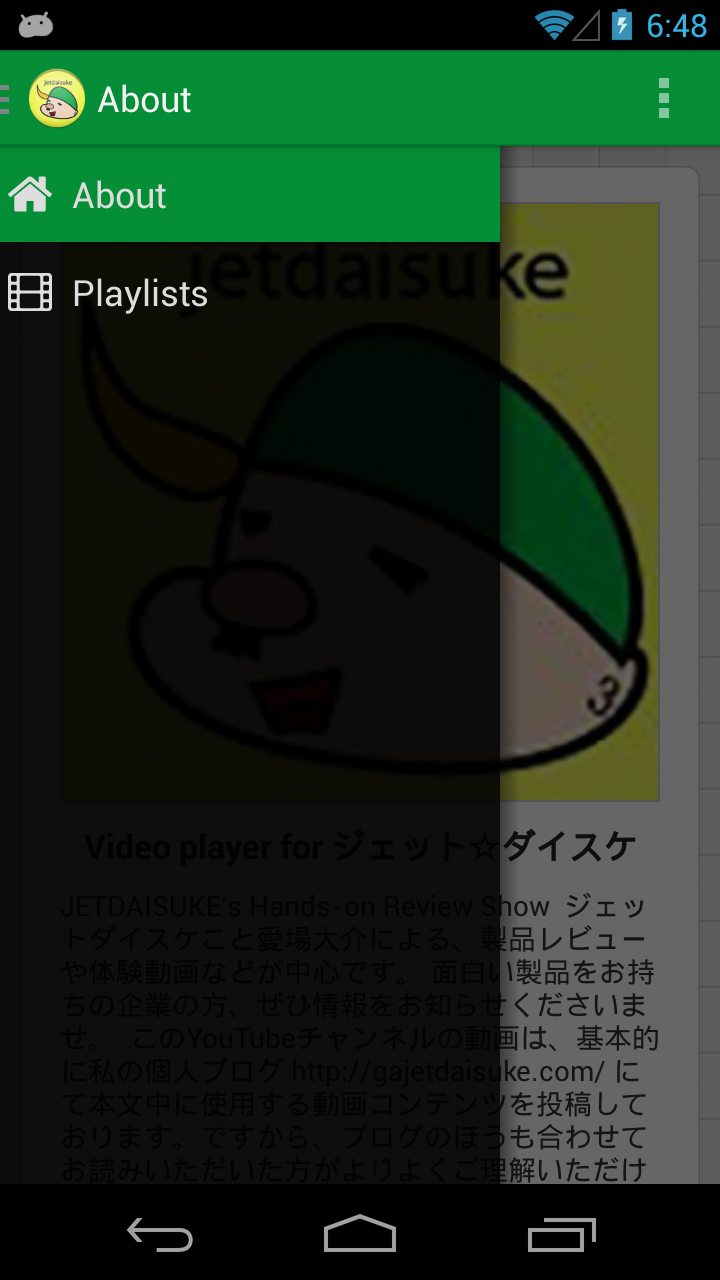 6:48
jetdaisuke
About
About
Playlists
jetdaisuke
ω
Video player for ジェット☆ダイスケ
JETDAISUKE's Hands-on Review Show ジェッ
トダイスケこと愛場大介による、製品レビュー
や体験動画などが中心です。 面白い製品をお持
ちの企業の方、ぜひ情報をお知らせくださいま
せ。 このYouTubeチャンネルの動画は、基本的
に私の個人ブログ http://gajetdaisuke.com/ に
て本文中に使用する動画コンテンツを投稿して
おります。ですから、ブログのほうも合わせて
お読みいただいた方がよりよくご理解いただけ